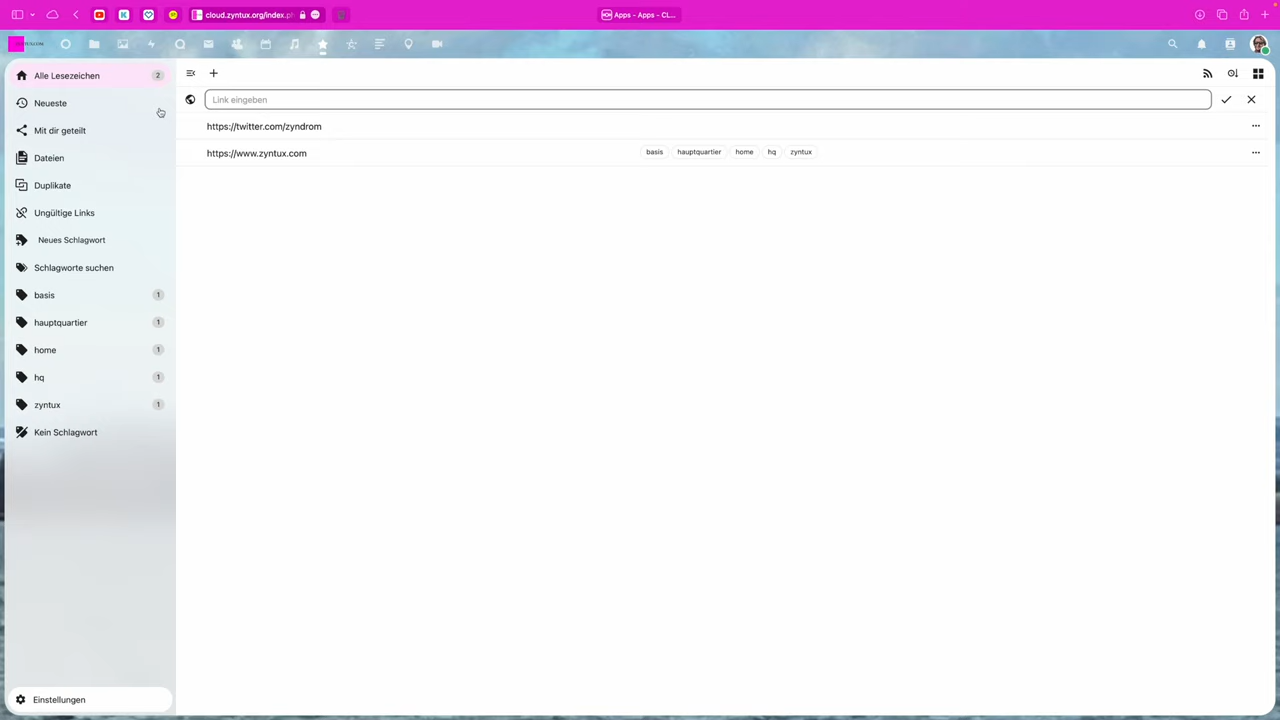 cloud.zyntux.org/index.p
Apps - Apps - CL...
Alle Lesezeichen 2
Neueste
Mit dir geteilt
Dateien
Duplikate
Ungültige Links
Neues Schlagwort
Schlagworte suchen
basis 1
hauptquartier 1
home 1
hq 1
zyntux 1
Kein Schlagwort
Einstellungen
Link eingeben
https://twitter.com/zyndrom
https://www.zyntux.com basis hauptquartier home hq zyntux